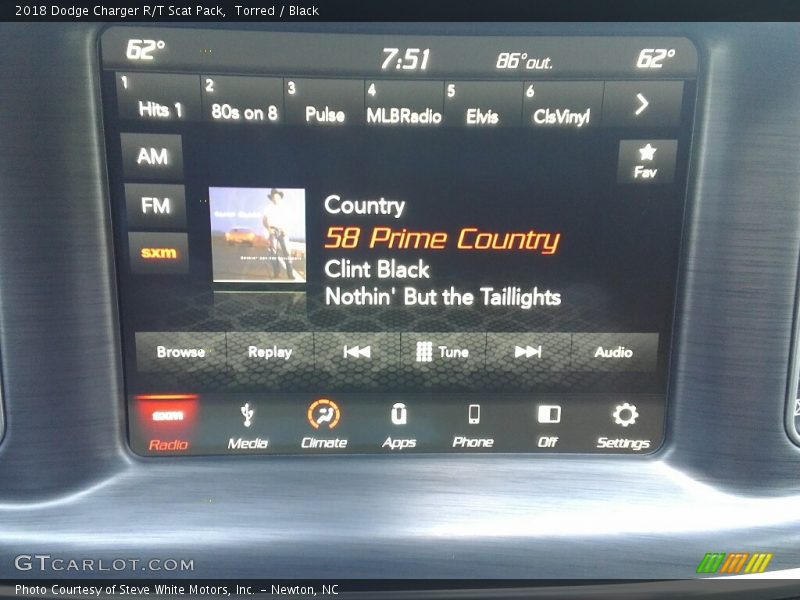 2018 Dodge Charger R/T Scat Pack,  Torred / Black
62° 7:51 86°out. 62°
1 Hits 1 2 80s on 8 3 Pulse 4 MLBRadio 5 Elvis 6 ClsVinyl
AM
Fav
FM
sxm
Country
58 Prime Country
Clint Black
Nothin' But the Taillights
Browse Replay Tune Audio
sxm
Radio Media Climate Apps Phone Off Settings
GTCARLOT.COM
Photo Courtesy of Steve White Motors, Inc. – Newton, NC